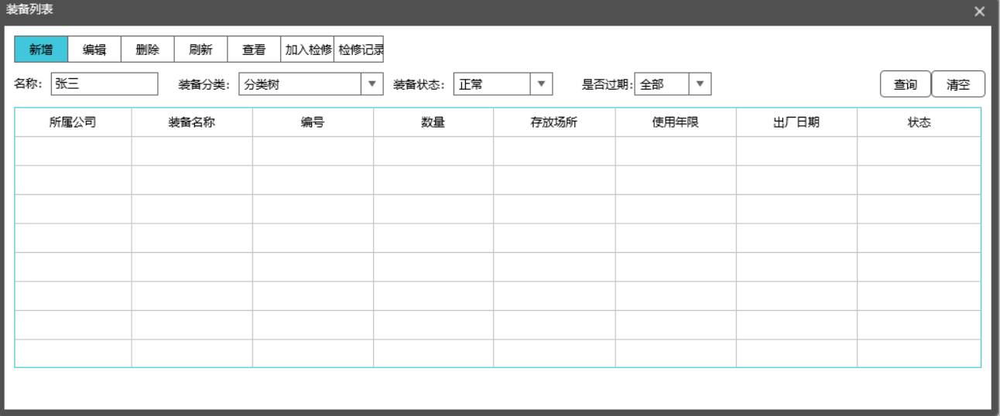 装备列表
新增 编辑 删除 刷新 查看 加入检修 检修记录
名称: 张三 装备分类: 分类树 装备状态: 正常 是否过期: 全部 查询 清空
所属公司 装备名称 编号 数量 存放场所 使用年限 出厂日期 状态